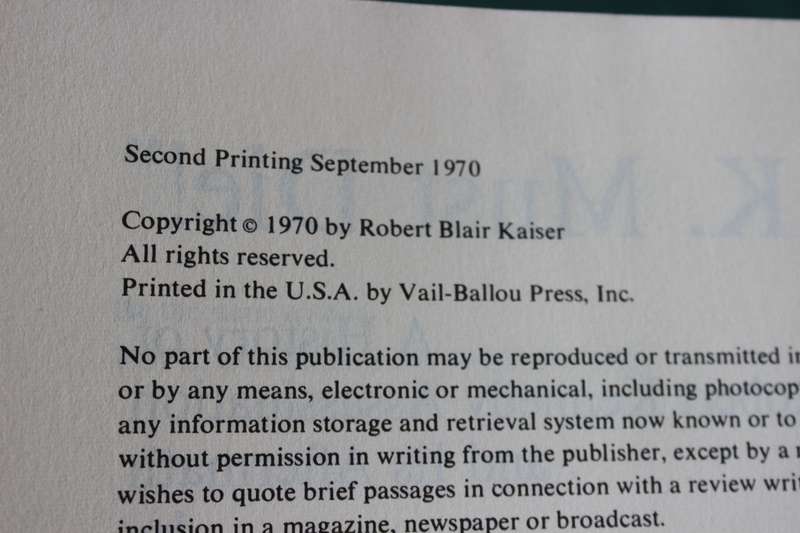 Second Printing September 1970
Copyright © 1970 by Robert Blair Kaiser
All rights reserved.
Printed in the U.S.A. by Vail-Ballou Press, Inc.
No part of this publication may be reproduced or transmitted
or by any means, electronic or mechanical, including photocop
any information storage and retrieval system now known or to
without permission in writing from the publisher, except by a
wishes to quote brief passages in connection with a review writ
inclusion in a magazine, newspaper or broadcast.